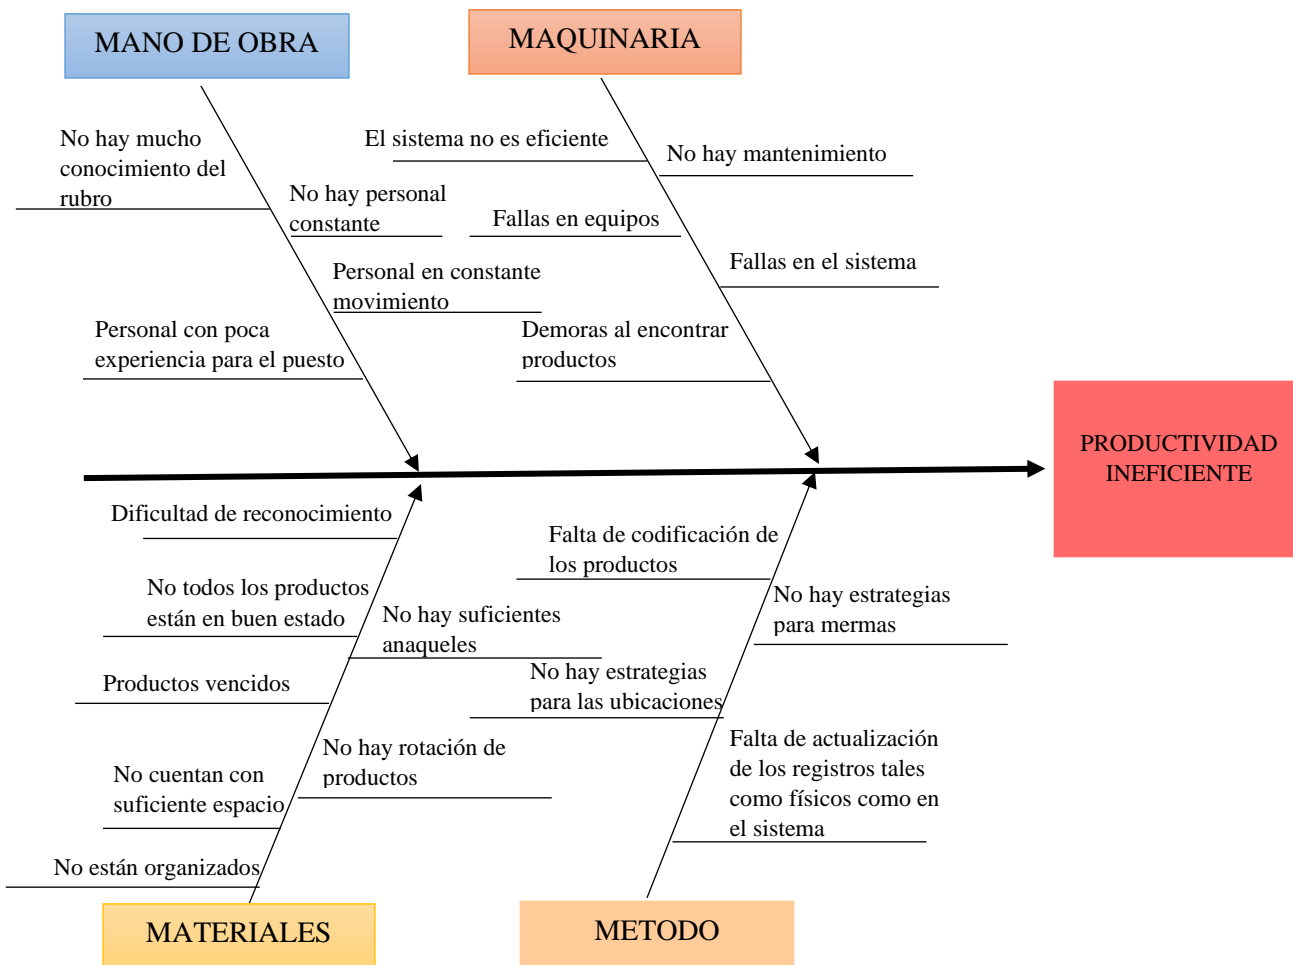 MANO DE OBRA
MAQUINARIA
No hay mucho
conocimiento del
rubro
No hay personal
constante
Personal en constante
movimiento
Personal con poca
experiencia para el puesto
El sistema no es eficiente
No hay mantenimiento
Fallas en equipos
Fallas en el sistema
Demoras al encontrar
productos
PRODUCTIVIDAD
INEFICIENTE
Dificultad de reconocimiento
No todos los productos
están en buen estado
No hay suficientes
anaqueles
Productos vencidos
No hay rotación de
productos
No cuentan con
suficiente espacio
No están organizados
Falta de codificación de
los productos
No hay estrategias
para mermas
No hay estrategias
para las ubicaciones
Falta de actualización
de los registros tales
como físicos como en
el sistema
MATERIALES
METODO